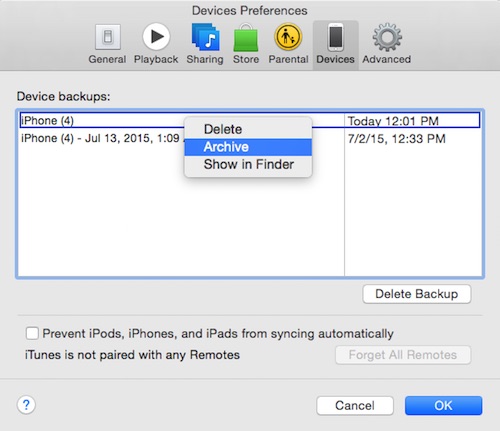 Devices Preferences
General Playback Sharing Store Parental Devices Advanced
Device backups:
iPhone (4) Today 12:01 PM
iPhone (4) - Jul 13, 2015, 1:09 7/2/15, 12:33 PM
Delete
Archive
Show in Finder
Delete Backup
Prevent iPods, iPhones, and iPads from syncing automatically
iTunes is not paired with any Remotes Forget All Remotes
? Cancel OK